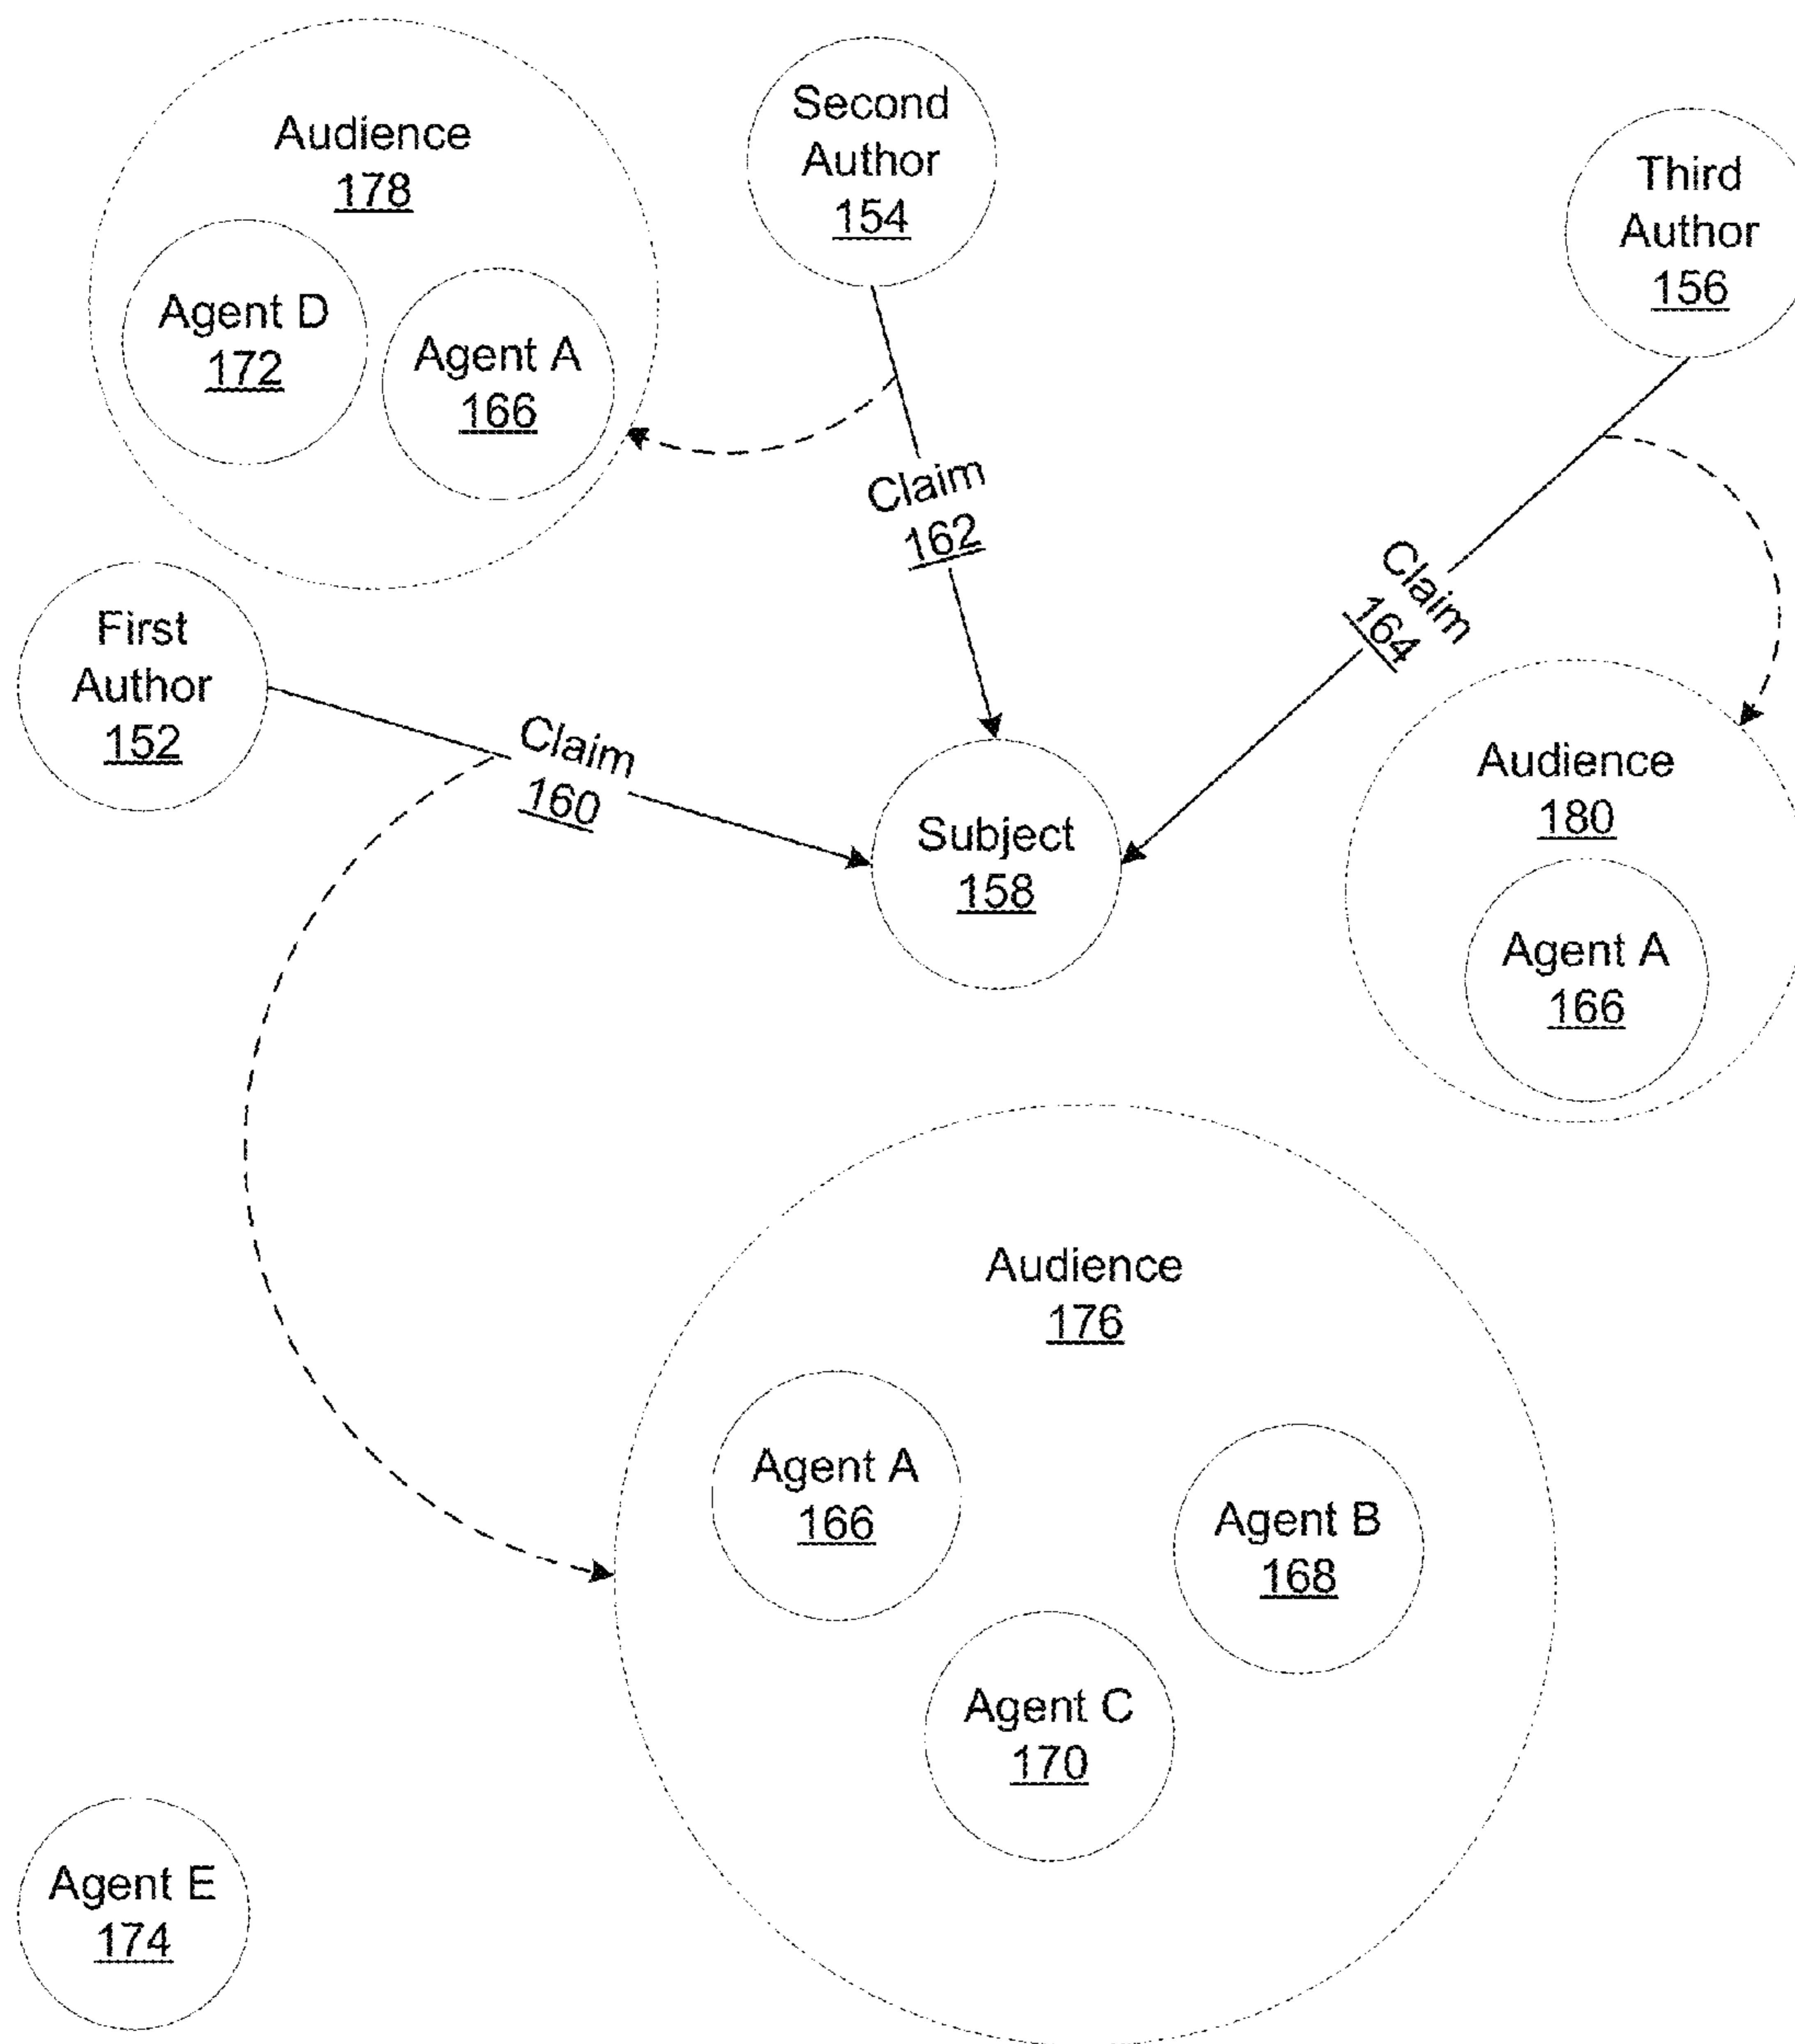 Audience
178
Agent D
172
Agent A
166
Second
Author
154
Third
Author
156
Claim
162
Claim
164
First
Author
152
Claim
160
Subject
158
Audience
180
Agent A
166
Audience
176
Agent A
166
Agent B
168
Agent C
170
Agent E
174